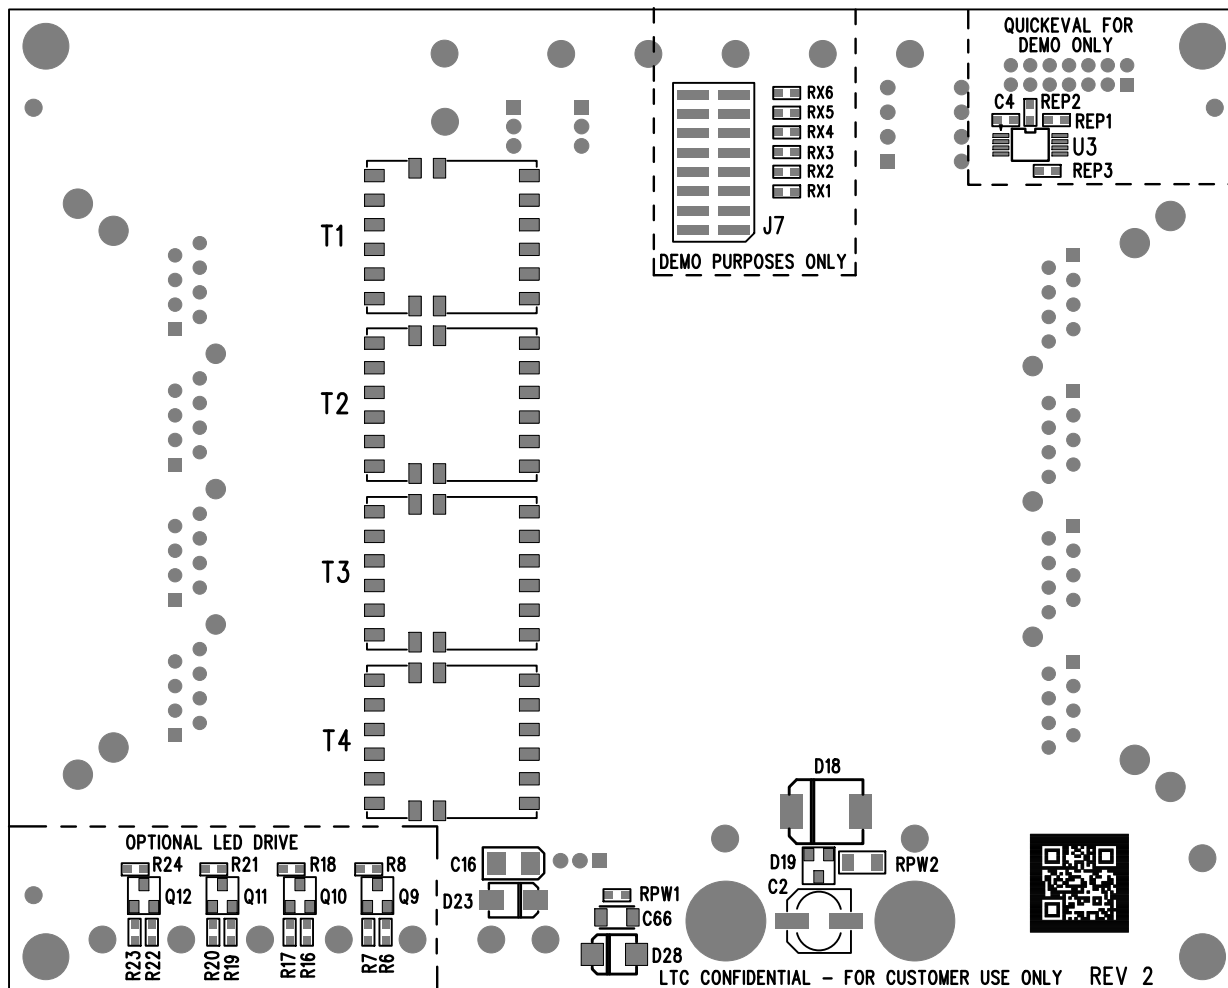 QUICKEVAL FOR
DEMO ONLY
C4
REP2
REP1
U3
REP3
RX6
RX5
RX4
RX3
RX2
RX1
J7
DEMO PURPOSES ONLY
T1
T2
T3
T4
D18
D19
RPW2
C2
OPTIONAL LED DRIVE
R24
R21
R18
R8
Q12
Q11
Q10
Q9
R23
R22
R20
R19
R17
R16
R7
R6
C16
D23
RPW1
C66
D28
LTC CONFIDENTIAL - FOR CUSTOMER USE ONLY REV 2